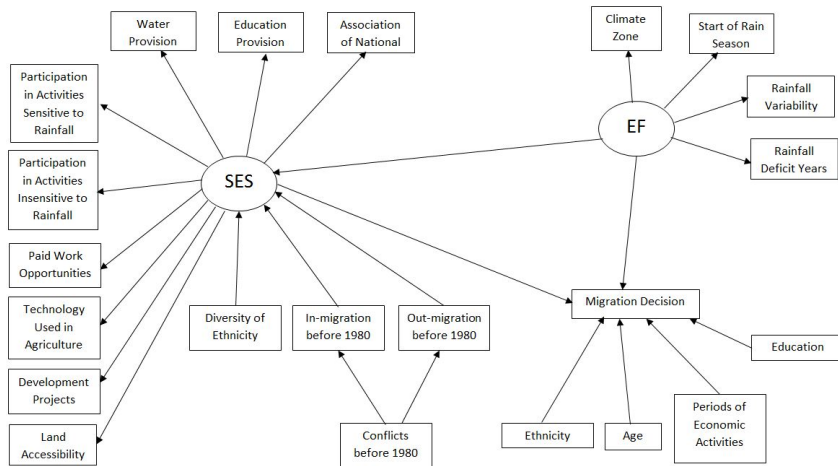 Water
Provision
Education
Provision
Association
of National
Climate
Zone
Start of Rain
Season
Participation
in Activities
Sensitive to
Rainfall
Rainfall
Variability
EF
Rainfall
Deficit Years
Participation
in Activities
Insensitive to
Rainfall
SES
Paid Work
Opportunities
Technology
Used in
Agriculture
Diversity of
Ethnicity
In-migration
before 1980
Out-migration
before 1980
Migration Decision
Education
Development
Projects
Land
Accessibility
Conflicts
before 1980
Ethnicity
Age
Periods of
Economic
Activities